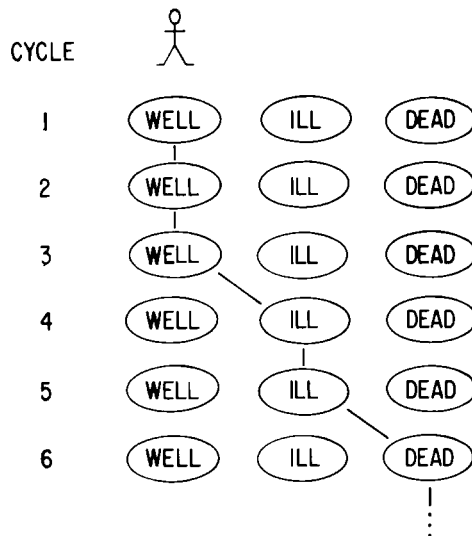 CYCLE
1 WELL ILL DEAD
2 WELL ILL DEAD
3 WELL ILL DEAD
4 WELL ILL DEAD
5 WELL ILL DEAD
6 WELL ILL DEAD